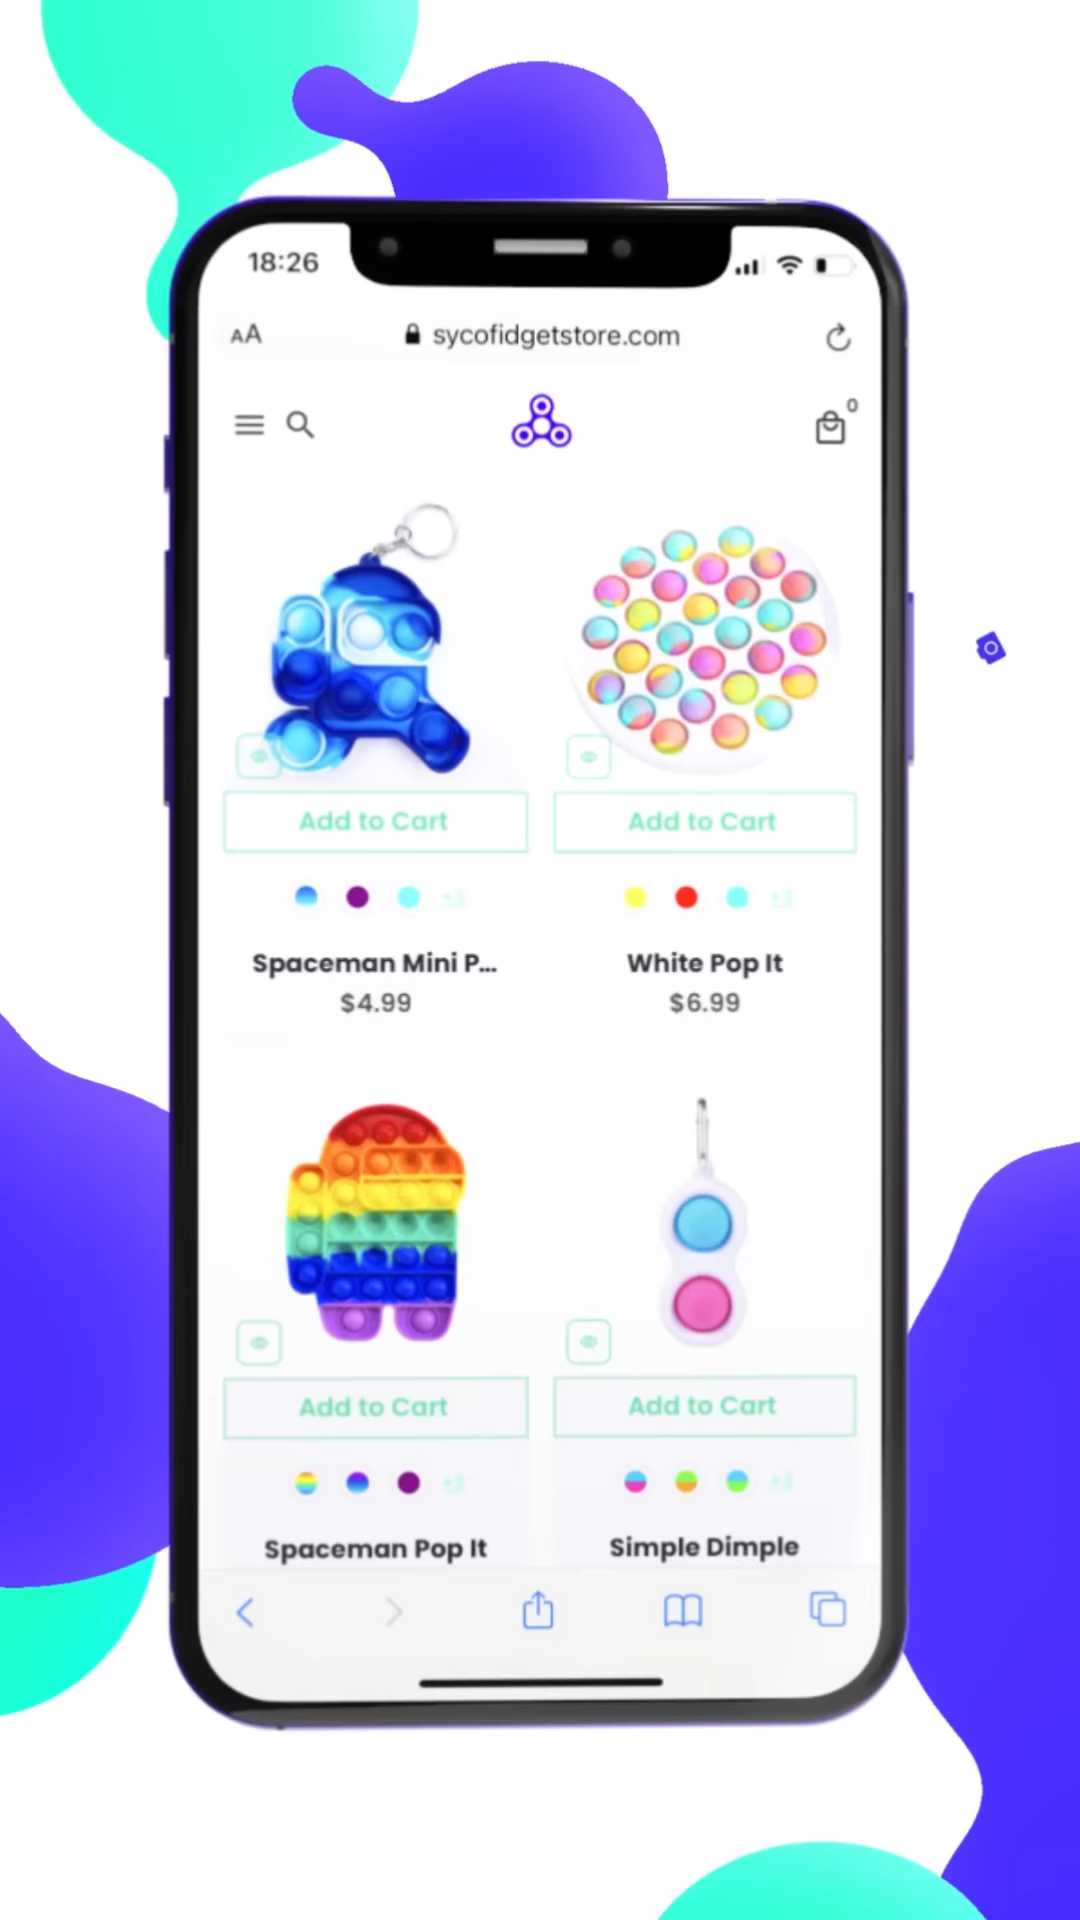 18:26
AA
sycofidgetstore.com
0
Add to Cart
Add to Cart
Spaceman Mini P...
White Pop It
$4.99
$6.99
Add to Cart
Add to Cart
Spaceman Pop It
Simple Dimple